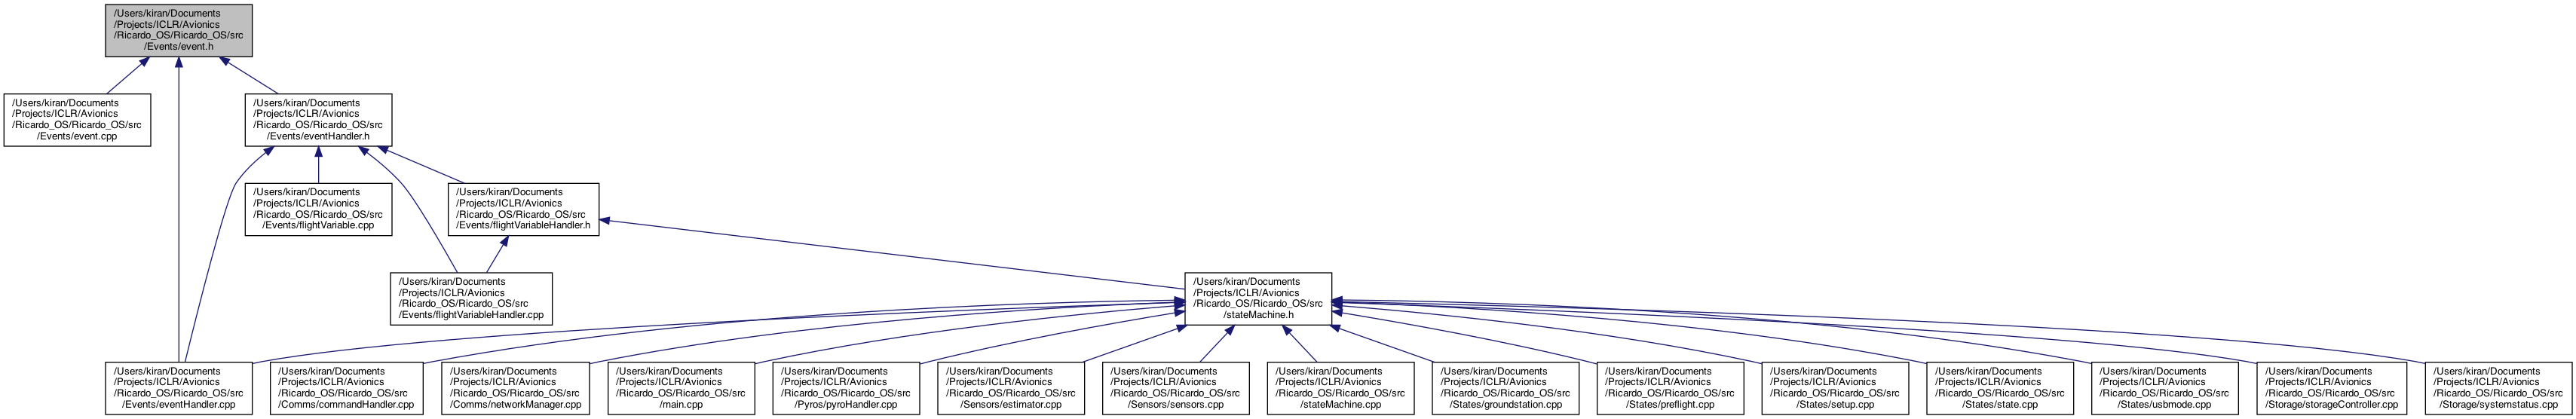 /Users/kiran/Documents
/Projects/ICLR/Avionics
/Ricardo_OS/Ricardo_OS/src
/Events/event.h
/Users/kiran/Documents
/Projects/ICLR/Avionics
/Ricardo_OS/Ricardo_OS/src
/Events/event.cpp
/Users/kiran/Documents
/Projects/ICLR/Avionics
/Ricardo_OS/Ricardo_OS/src
/Events/eventHandler.h
/Users/kiran/Documents
/Projects/ICLR/Avionics
/Ricardo_OS/Ricardo_OS/src
/Events/flightVariable.cpp
/Users/kiran/Documents
/Projects/ICLR/Avionics
/Ricardo_OS/Ricardo_OS/src
/Events/flightVariableHandler.h
/Users/kiran/Documents
/Projects/ICLR/Avionics
/Ricardo_OS/Ricardo_OS/src
/Events/flightVariableHandler.cpp
/Users/kiran/Documents
/Projects/ICLR/Avionics
/Ricardo_OS/Ricardo_OS/src
/stateMachine.h
/Users/kiran/Documents
/Projects/ICLR/Avionics
/Ricardo_OS/Ricardo_OS/src
/Events/eventHandler.cpp
/Users/kiran/Documents
/Projects/ICLR/Avionics
/Ricardo_OS/Ricardo_OS/src
/Comms/commandHandler.cpp
/Users/kiran/Documents
/Projects/ICLR/Avionics
/Ricardo_OS/Ricardo_OS/src
/Comms/networkManager.cpp
/Users/kiran/Documents
/Projects/ICLR/Avionics
/Ricardo_OS/Ricardo_OS/src
/main.cpp
/Users/kiran/Documents
/Projects/ICLR/Avionics
/Ricardo_OS/Ricardo_OS/src
/Pyros/pyroHandler.cpp
/Users/kiran/Documents
/Projects/ICLR/Avionics
/Ricardo_OS/Ricardo_OS/src
/Sensors/estimator.cpp
/Users/kiran/Documents
/Projects/ICLR/Avionics
/Ricardo_OS/Ricardo_OS/src
/Sensors/sensors.cpp
/Users/kiran/Documents
/Projects/ICLR/Avionics
/Ricardo_OS/Ricardo_OS/src
/stateMachine.cpp
/Users/kiran/Documents
/Projects/ICLR/Avionics
/Ricardo_OS/Ricardo_OS/src
/States/groundstation.cpp
/Users/kiran/Documents
/Projects/ICLR/Avionics
/Ricardo_OS/Ricardo_OS/src
/States/preflight.cpp
/Users/kiran/Documents
/Projects/ICLR/Avionics
/Ricardo_OS/Ricardo_OS/src
/States/setup.cpp
/Users/kiran/Documents
/Projects/ICLR/Avionics
/Ricardo_OS/Ricardo_OS/src
/States/state.cpp
/Users/kiran/Documents
/Projects/ICLR/Avionics
/Ricardo_OS/Ricardo_OS/src
/States/usbmode.cpp
/Users/kiran/Documents
/Projects/ICLR/Avionics
/Ricardo_OS/Ricardo_OS/src
/Storage/storageController.cpp
/Users/kiran/Documents
/Projects/ICLR/Avionics
/Ricardo_OS/Ricardo_OS/src
/Storage/systemstatus.cpp